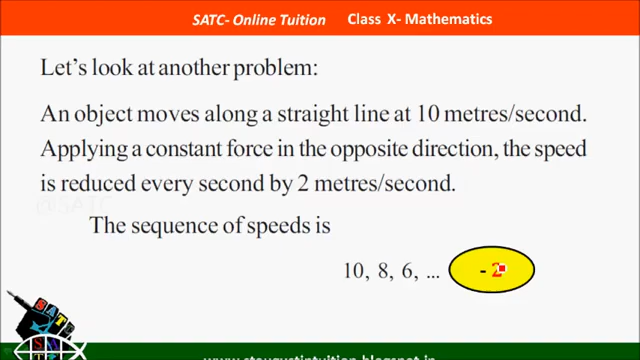 SATC- Online Tuition Class X- Mathematics
Let's look at another problem:
An object moves along a straight line at 10 metres/second.
Applying a constant force in the opposite direction, the speed
is reduced every second by 2 metres/second.
@SATC
The sequence of speeds is
10, 8, 6, ... - 2
SATC